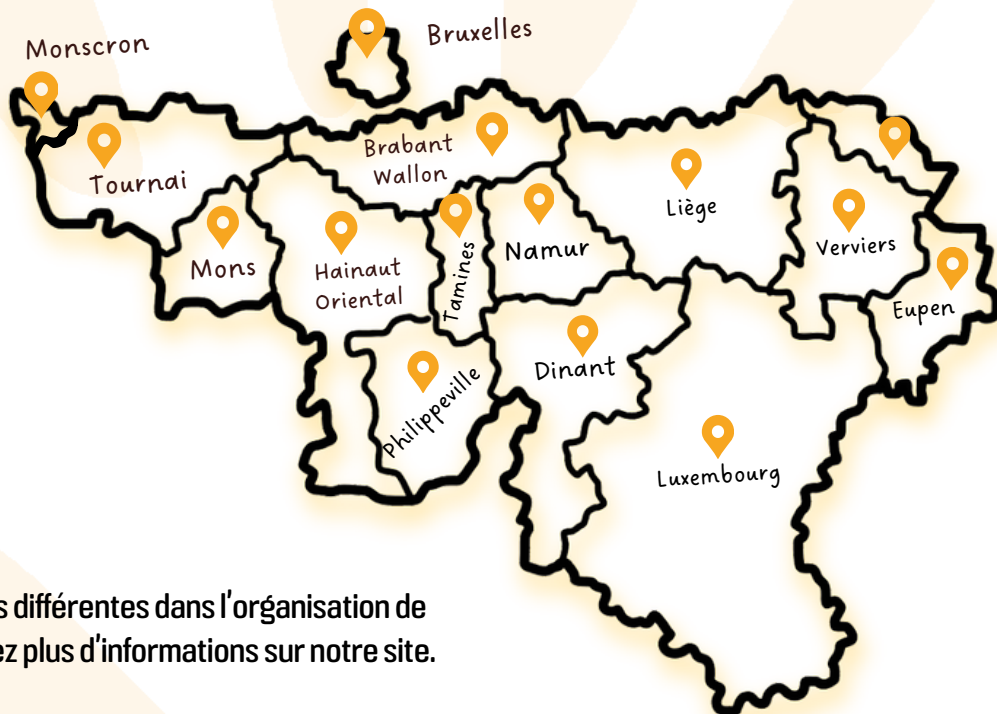 Monscron
Bruxelles
Brabant
Wallon
Tournai
Liège
Mons
Hainaut
Oriental
Tamines
Namur
Verviers
Eupen
Dinant
Philippeville
Luxembourg
s différentes dans l'organisation de
ez plus d'informations sur notre site.